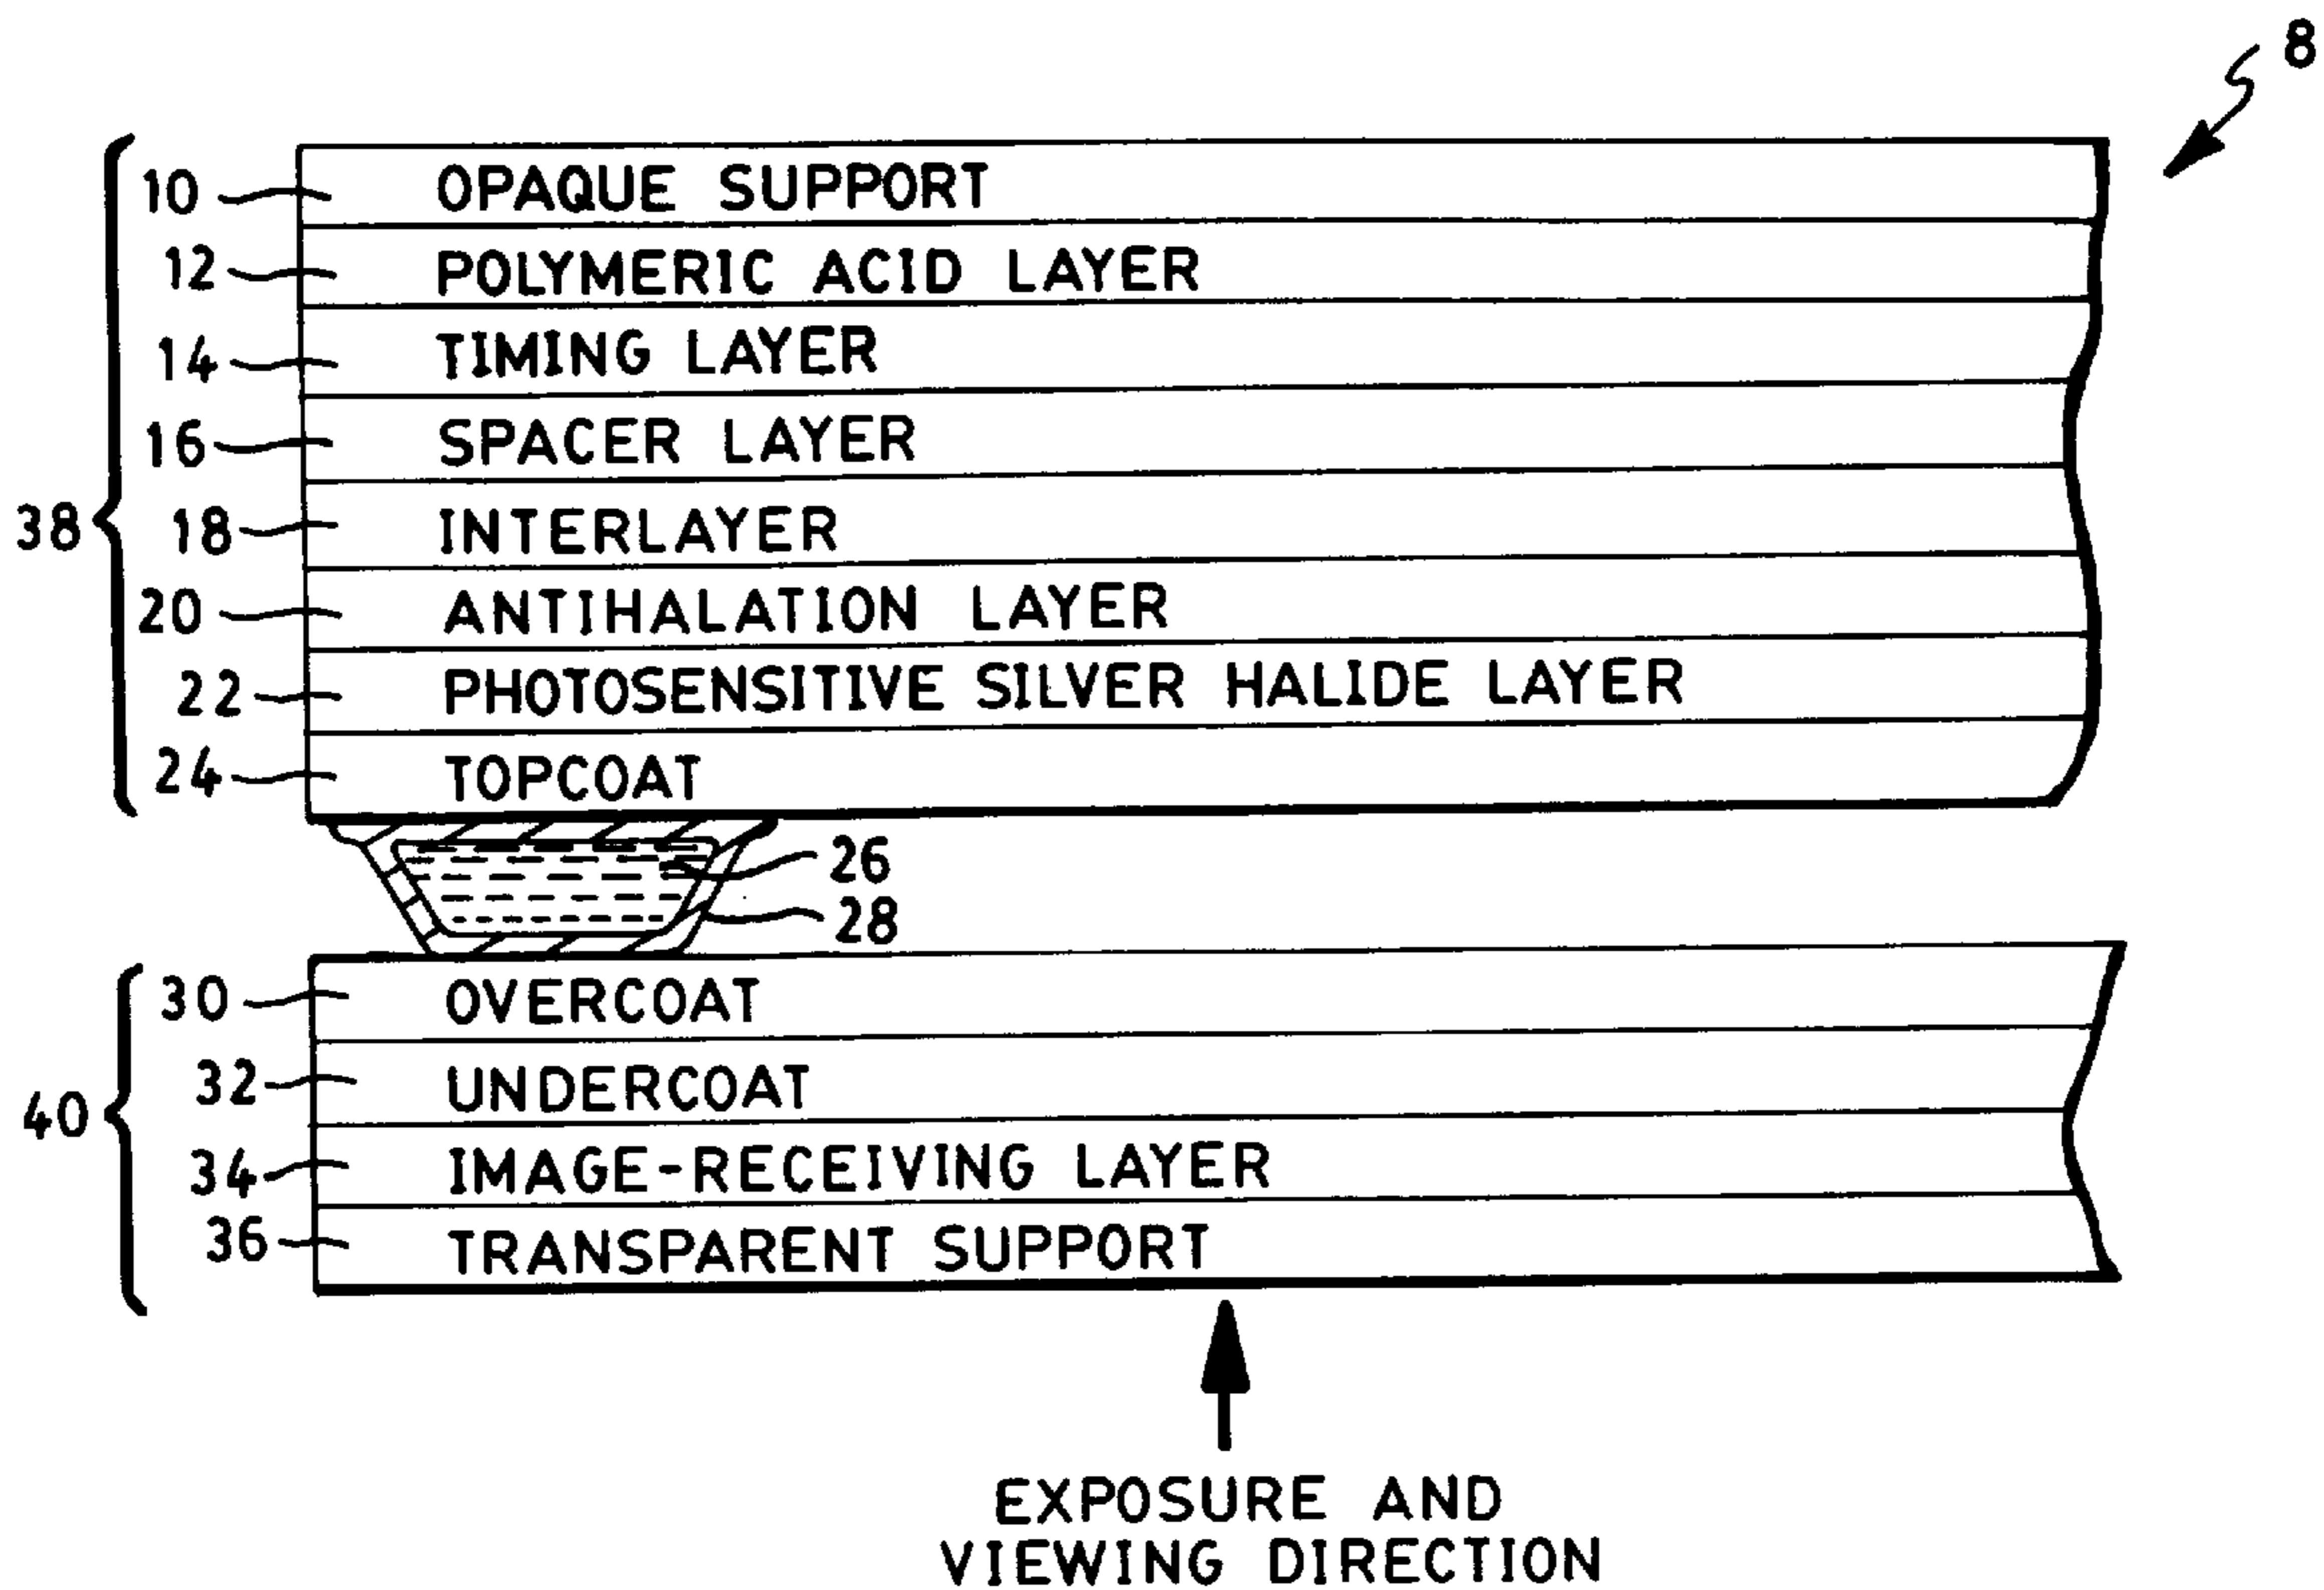 8
10 OPAQUE SUPPORT
12 POLYMERIC ACID LAYER
14 TIMING LAYER
16 SPACER LAYER
38
18 INTERLAYER
20 ANTIHALATION LAYER
22 PHOTOSENSITIVE SILVER HALIDE LAYER
24 TOPCOAT
26
28
30 OVERCOAT
32 UNDERCOAT
40
34 IMAGE-RECEIVING LAYER
36 TRANSPARENT SUPPORT
EXPOSURE AND
VIEWING DIRECTION